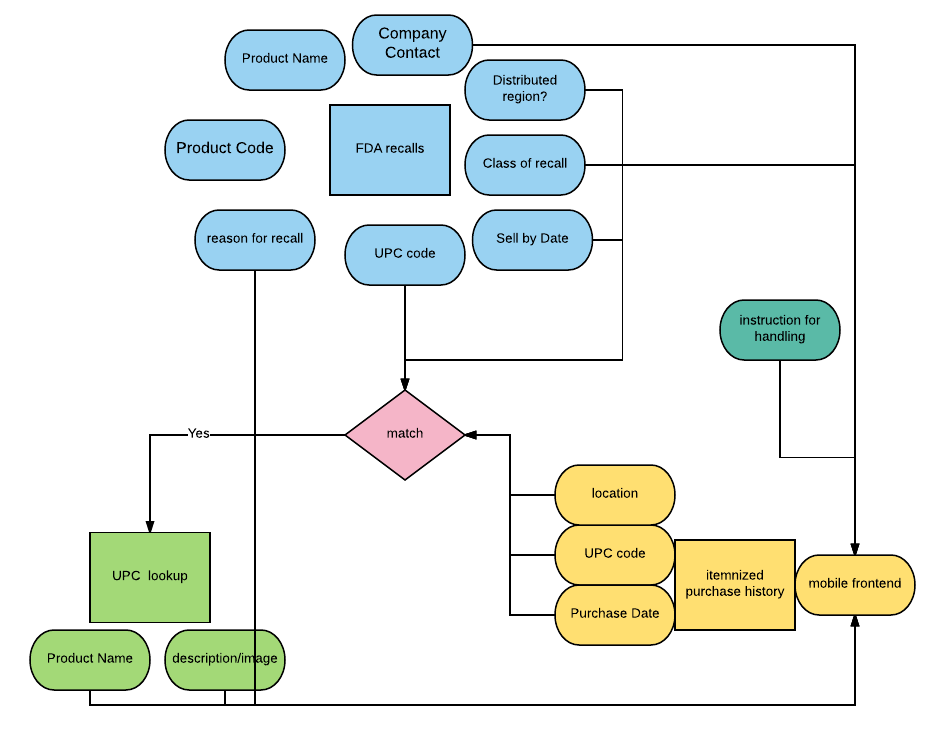 Company
Contact
Product Name
Distributed
region?
Product Code
FDA recalls
Class of recall
reason for recall
UPC code
Sell by Date
instruction for
handling
Yes
match
location
UPC code
itemnized
purchase history
mobile frontend
Purchase Date
UPC lookup
Product Name
description/image